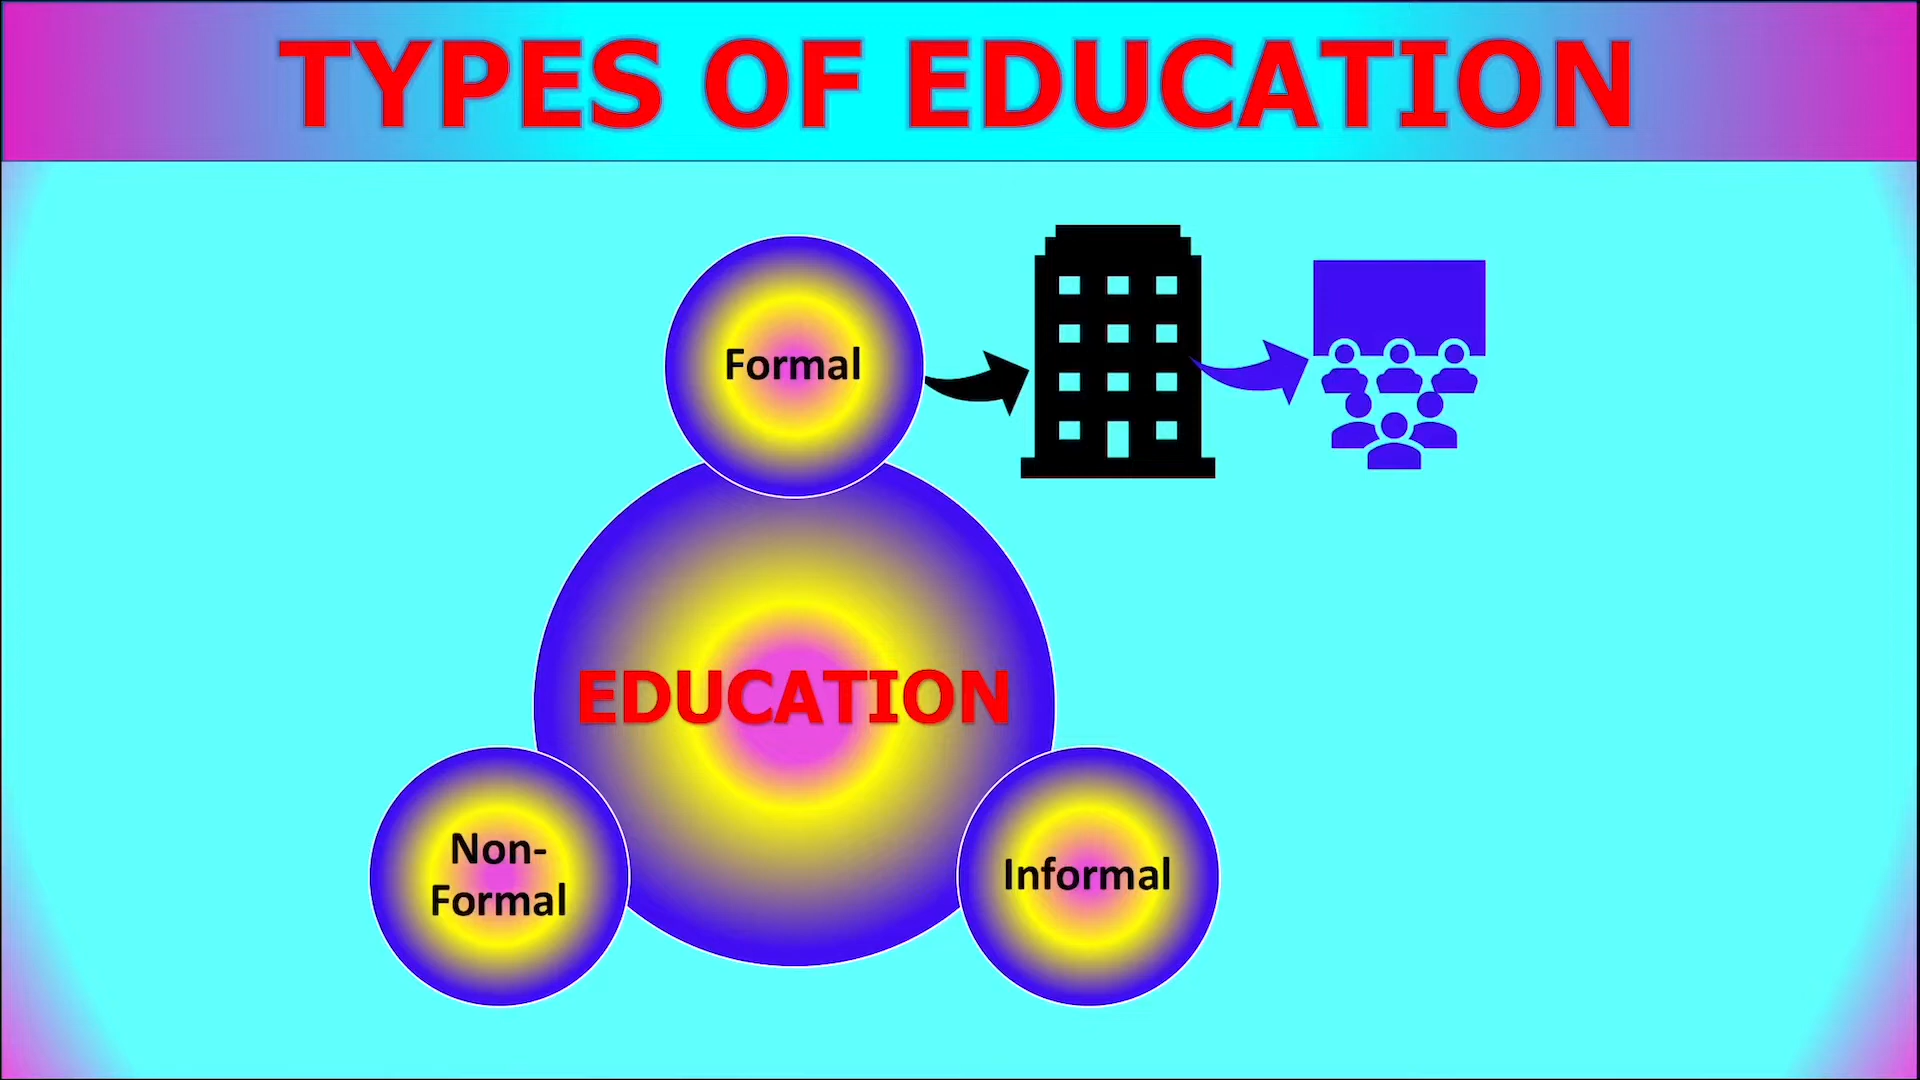 TYPES OF EDUCATION
Formal
EDUCATION
Non-
Formal
Informal